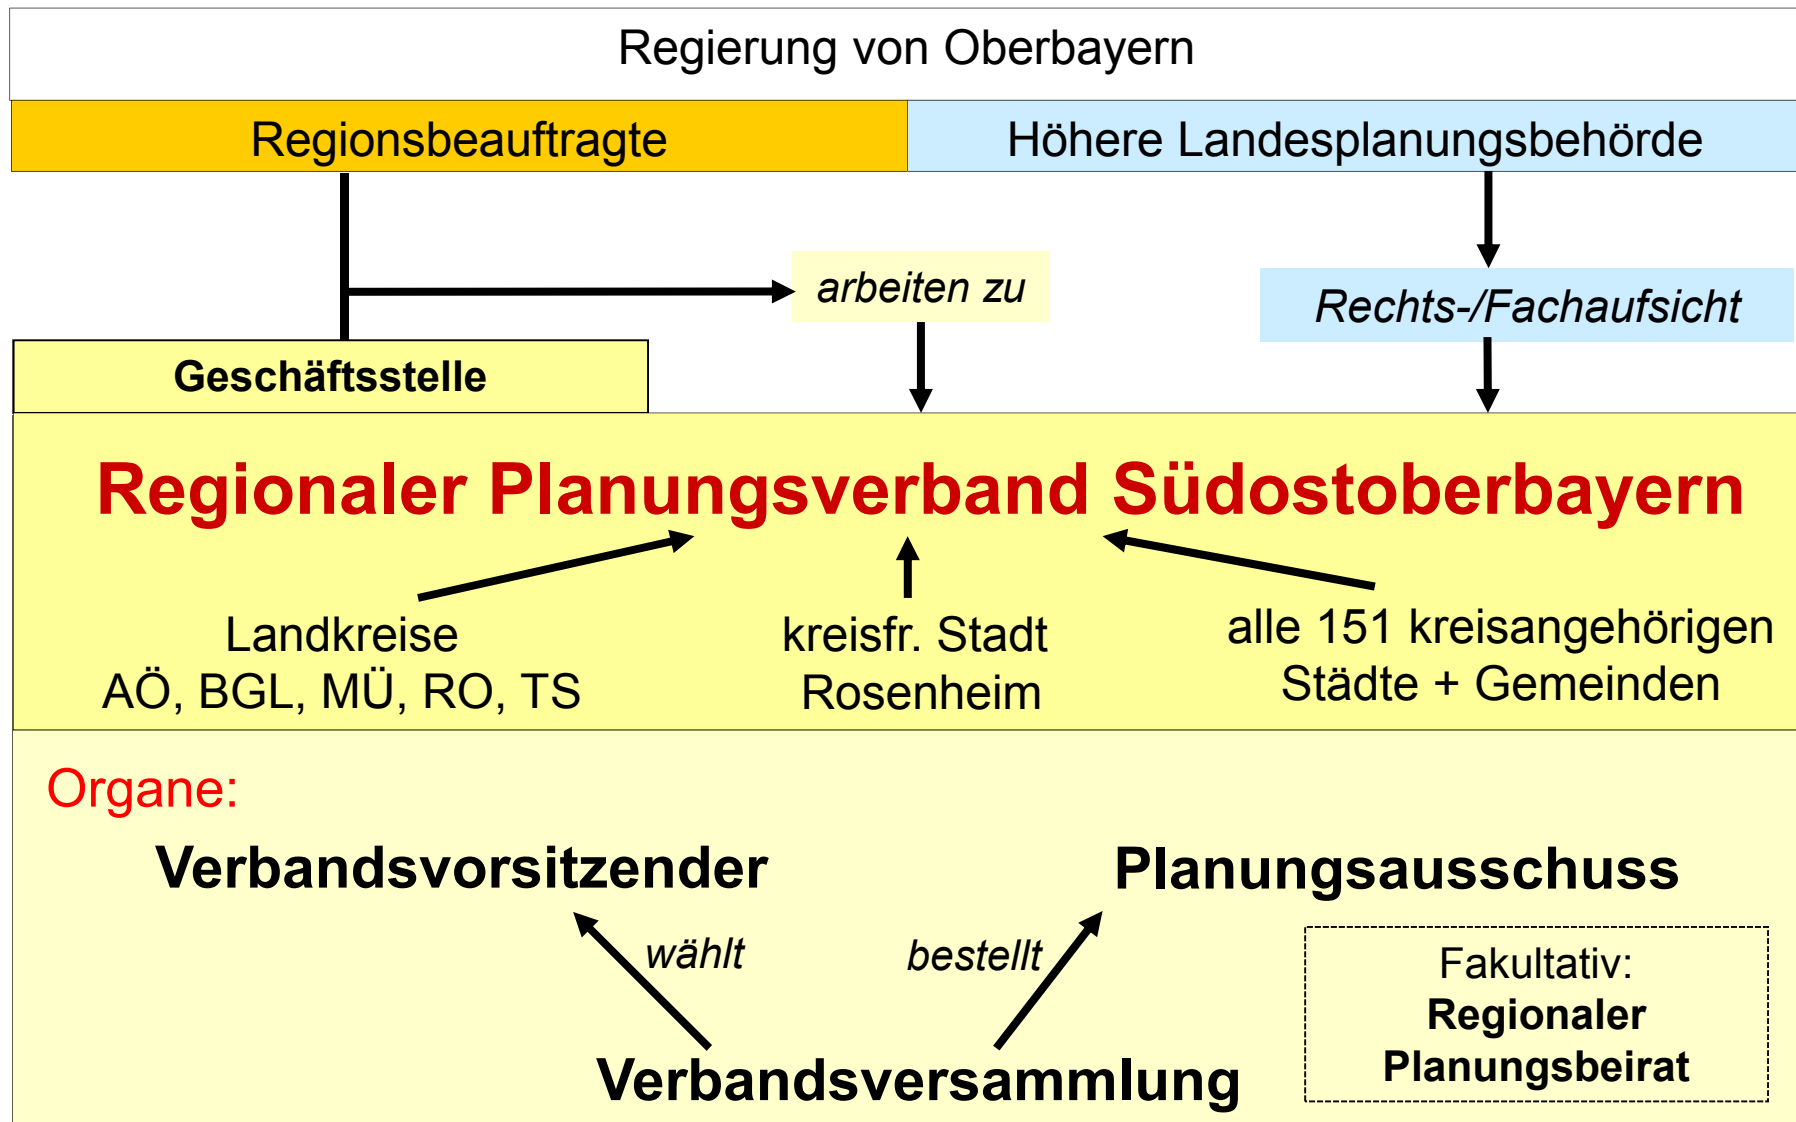 Regierung von Oberbayern
Regionsbeauftragte
Höhere Landesplanungsbehörde
arbeiten zu
Rechts-/Fachaufsicht
Geschäftsstelle
Regionaler Planungsverband Südostoberbayern
Landkreise
AÖ, BGL, MÜ, RO, TS
kreisfr. Stadt
Rosenheim
alle 151 kreisangehörigen
Städte + Gemeinden
Organe:
Verbandsvorsitzender
Planungsausschuss
wählt
bestellt
Verbandsversammlung
Fakultativ:
Regionaler
Planungsbeirat